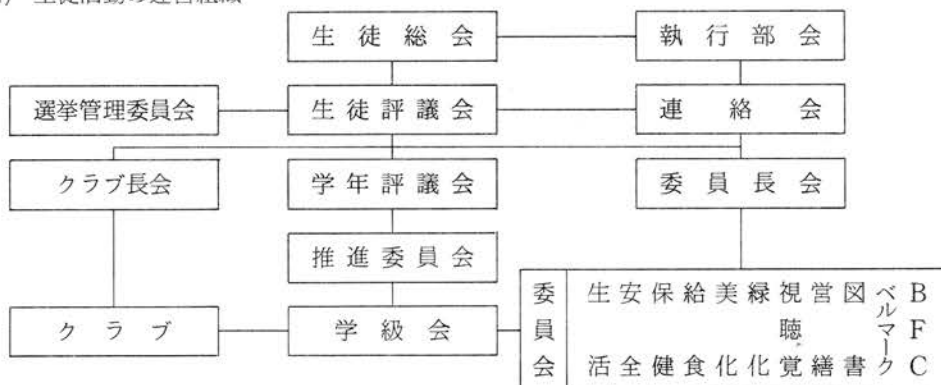 生徒活動の運営組織
生徒総会
執行部会
選挙管理委員会
生徒評議会
連絡会
クラブ長会
学年評議会
委員長会
推進委員会
クラブ
学級会
委員会
生活
安全
保健
給食
美化
緑化
視聴覚
営繕
図書
ベルマーク
BFC